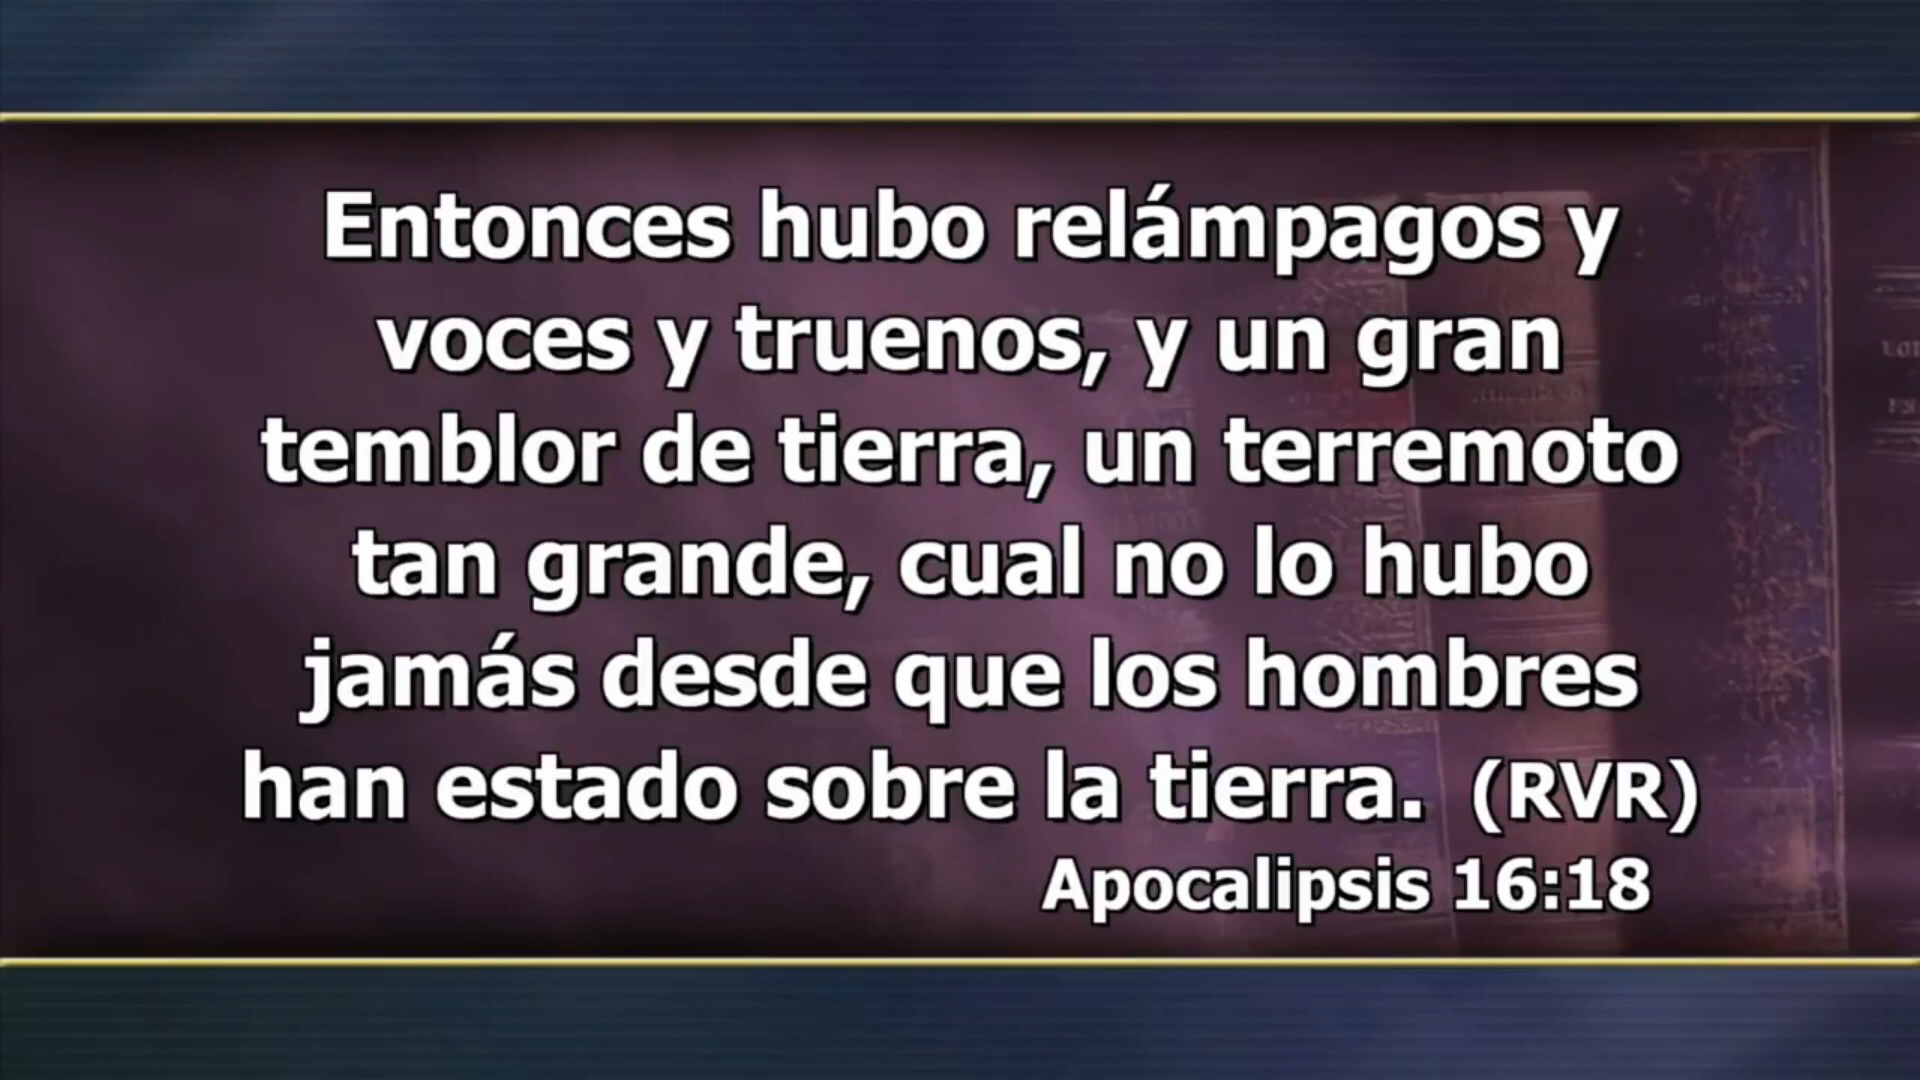 Entonces hubo relámpagos y
voces y truenos, y un gran
temblor de tierra, un terremoto
tan grande, cual no lo hubo
jamás desde que los hombres
han estado sobre la tierra. (RVR)
Apocalipsis 16:18